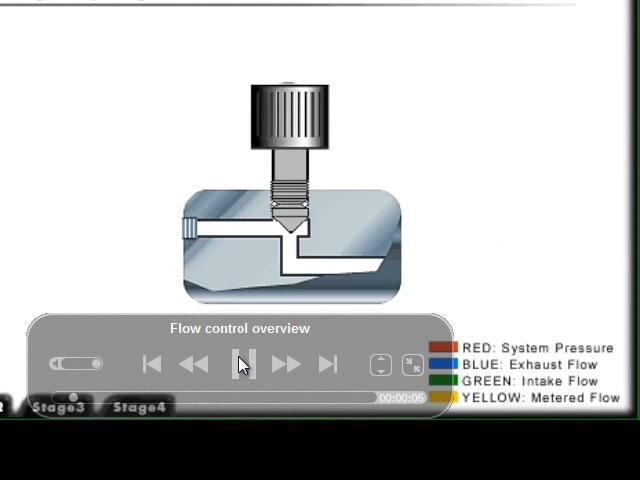 Flow control overview
RED: System Pressure
BLUE: Exhaust Flow
GREEN: Intake Flow
YELLOW: Metered Flow
00:00:06
R Stage3 Stage4